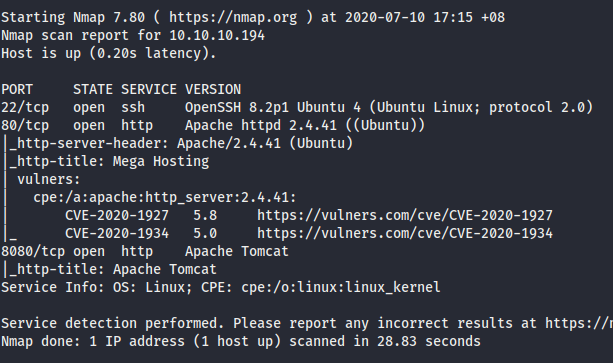 Starting Nmap 7.80 ( https://nmap.org ) at 2020-07-10 17:15 +08
Nmap scan report for 10.10.10.194
Host is up (0.20s latency).
PORT     STATE SERVICE VERSION
22/tcp   open  ssh     OpenSSH 8.2p1 Ubuntu 4 (Ubuntu Linux; protocol 2.0)
80/tcp   open  http    Apache httpd 2.4.41 ((Ubuntu))
|_http-server-header: Apache/2.4.41 (Ubuntu)
|_http-title: Mega Hosting
| vulners:
|   cpe:/a:apache:http_server:2.4.41:
|       CVE-2020-1927   5.8     https://vulners.com/cve/CVE-2020-1927
|_      CVE-2020-1934   5.0     https://vulners.com/cve/CVE-2020-1934
8080/tcp open  http    Apache Tomcat
|_http-title: Apache Tomcat
Service Info: OS: Linux; CPE: cpe:/o:linux:linux_kernel
Service detection performed. Please report any incorrect results at https://
Nmap done: 1 IP address (1 host up) scanned in 28.83 seconds